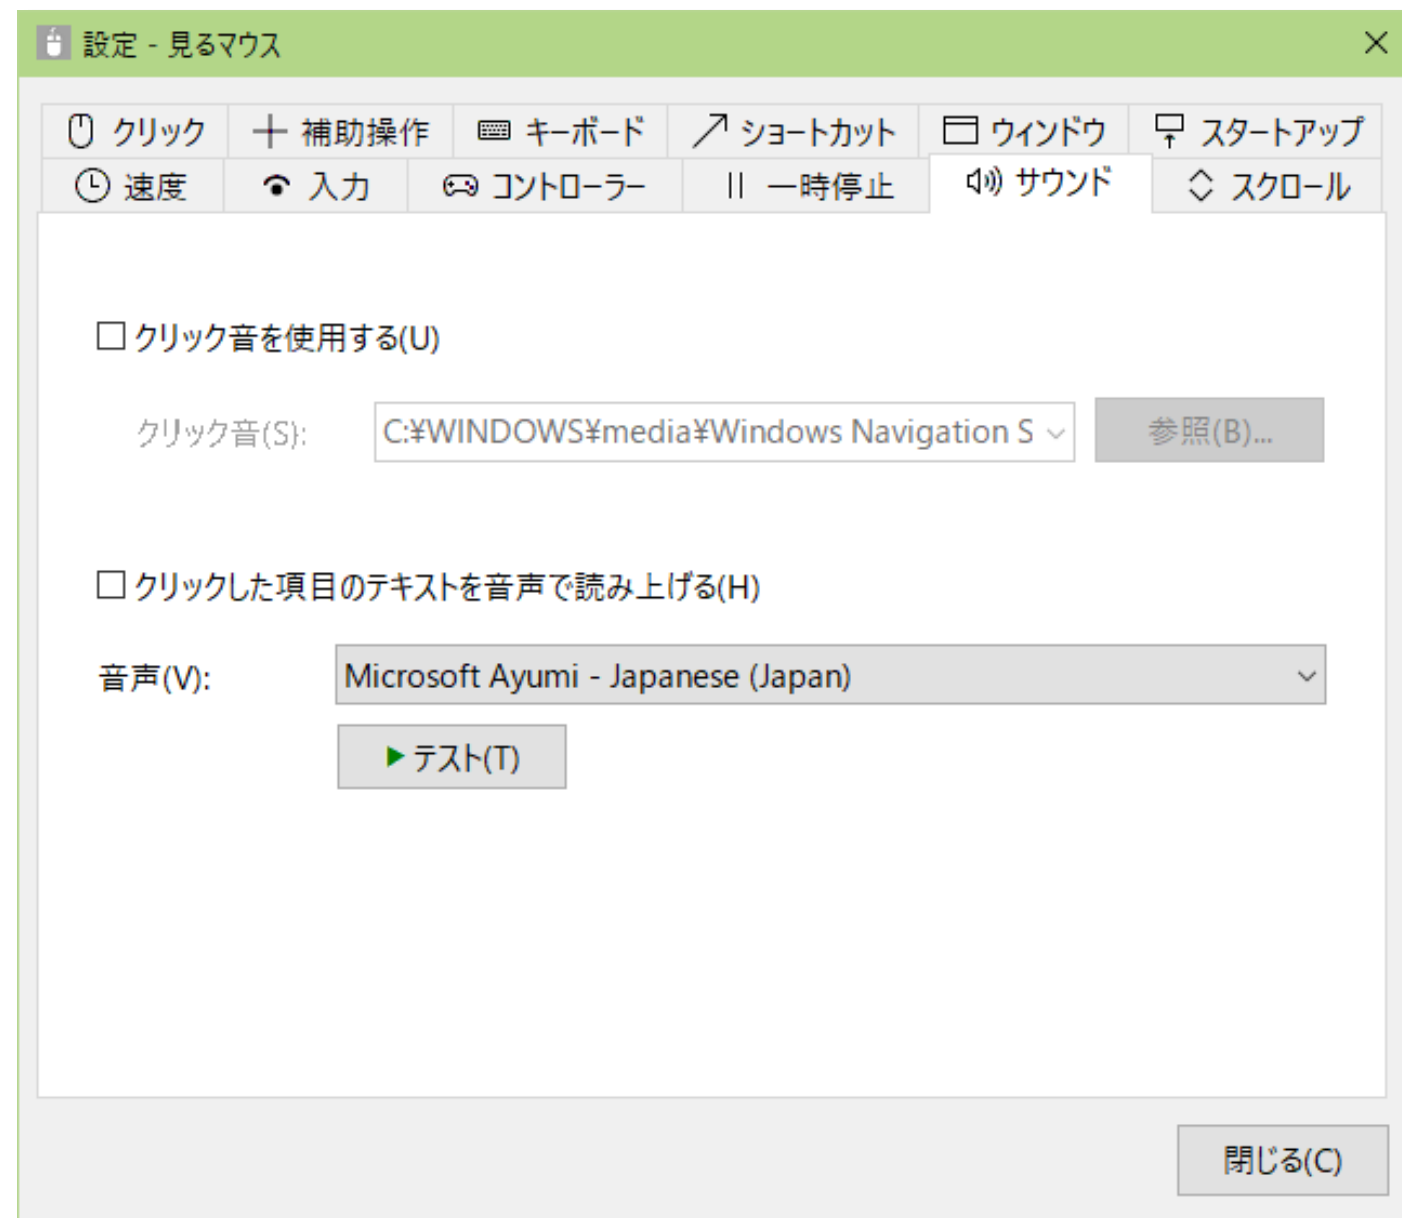 設定 - 見るマウス
クリック 補助操作 キーボード ショートカット ウィンドウ スタートアップ
速度 入力 コントローラー 一時停止 サウンド スクロール
クリック音を使用する(U)
クリック音(S): C:¥WINDOWS¥media¥Windows Navigation S 参照(B)...
クリックした項目のテキストを音声で読み上げる(H)
音声(V): Microsoft Ayumi - Japanese (Japan)
テスト(T)
閉じる(C)